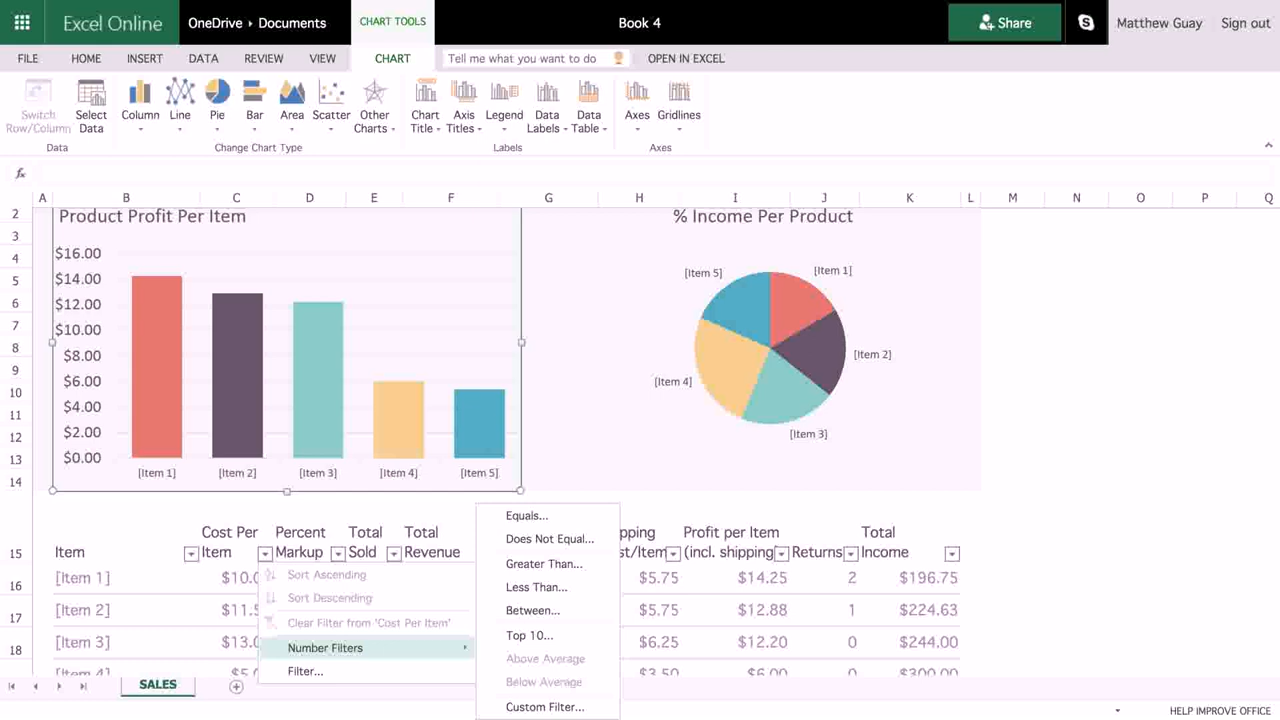 Excel Online
OneDrive ▸ Documents
CHART TOOLS
Book 4
Share
Matthew Guay
Sign out
FILE HOME INSERT DATA REVIEW VIEW CHART Tell me what you want to do OPEN IN EXCEL
Switch Row/Column
Select Data
Column
Line
Pie
Bar
Area
Scatter
Other Charts
Chart Title
Axis Titles
Legend
Data Labels
Data Table
Axes
Gridlines
Data
Change Chart Type
Labels
Axes
fx
A B C D E F G H I J K L M N O P Q
2
3
4
5
6
7
8
9
10
11
12
13
14
15
16
17
18
Product Profit Per Item
$16.00
$14.00
$12.00
$10.00
$8.00
$6.00
$4.00
$2.00
$0.00
[Item 1] [Item 2] [Item 3] [Item 4] [Item 5]
% Income Per Product
[Item 5]
[Item 1]
[Item 2]
[Item 4]
[Item 3]
Item
Cost Per Item
Percent Markup
Total Sold
Total Revenue
Profit per Item (incl. shipping
Returns
Total Income
[Item 1] $5.75 $14.25 2 $196.75
[Item 2] $5.75 $12.88 1 $224.63
[Item 3] $6.25 $12.20 0 $244.00
[Item 4] $3.50 $6.00 0 $300.00
Sort Ascending
Sort Descending
Clear Filter from 'Cost Per Item'
Number Filters
Filter...
Equals...
Does Not Equal...
Greater Than...
Less Than...
Between...
Top 10...
Above Average
Below Average
Custom Filter...
SALES
HELP IMPROVE OFFICE